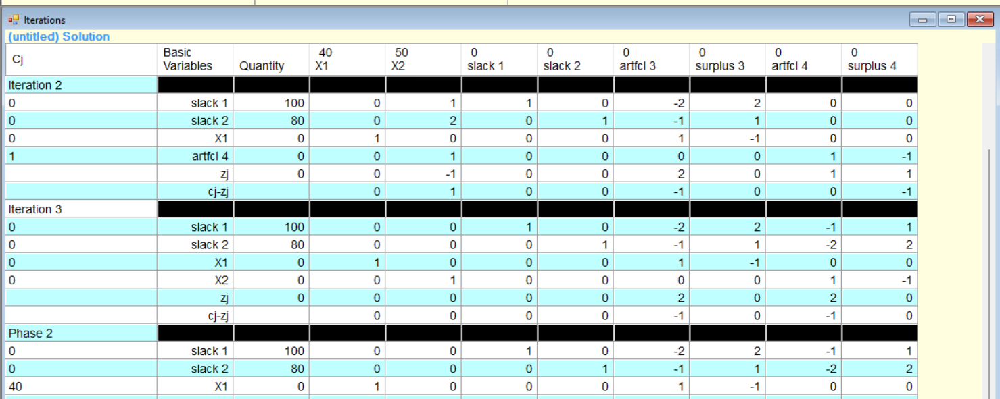 Iterations
(untitled) Solution
Cj Basic Variables Quantity 40 X1 50 X2 0 slack 1 0 slack 2 0 artfcl 3 0 surplus 3 0 artfcl 4 0 surplus 4
Iteration 2
0 slack 1 100 0 1 1 0 -2 2 0 0
0 slack 2 80 0 2 0 1 -1 1 0 0
0 X1 0 1 0 0 0 1 -1 0 0
1 artfcl 4 0 0 1 0 0 0 0 1 -1
zj 0 0 -1 0 0 2 0 1 1
cj-zj 0 1 0 0 -1 0 0 -1
Iteration 3
0 slack 1 100 0 0 1 0 -2 2 -1 1
0 slack 2 80 0 0 0 1 -1 1 -2 2
0 X1 0 1 0 0 0 1 -1 0 0
0 X2 0 0 1 0 0 0 0 1 -1
zj 0 0 0 0 0 2 0 2 0
cj-zj 0 0 0 0 -1 0 -1 0
Phase 2
0 slack 1 100 0 0 1 0 -2 2 -1 1
0 slack 2 80 0 0 0 1 -1 1 -2 2
40 X1 0 1 0 0 0 1 -1 0 0